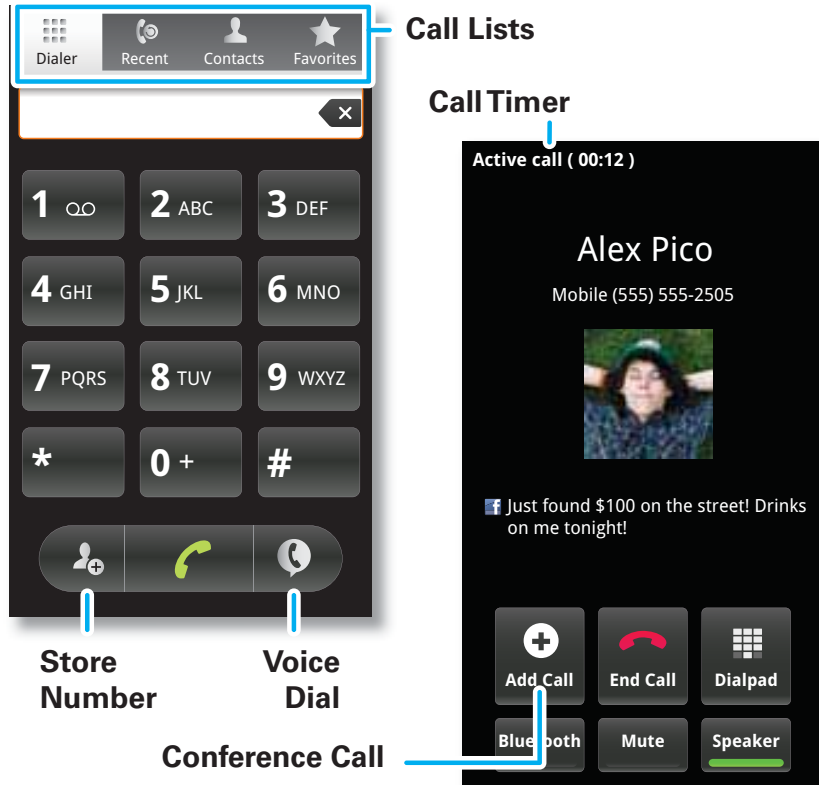 Call Lists
Dialer
Recent
Contacts
Favorites
1
2 ABC
3 DEF
4 GHI
5 JKL
6 MNO
7 PQRS
8 TUV
9 WXYZ
*
0 +
#
Store
Number
Voice
Dial
Call Timer
Active call ( 00:12 )
Alex Pico
Mobile (555) 555-2505
f Just found $100 on the street! Drinks
on me tonight!
Add Call
End Call
Dialpad
Bluetooth
Mute
Speaker
Conference Call